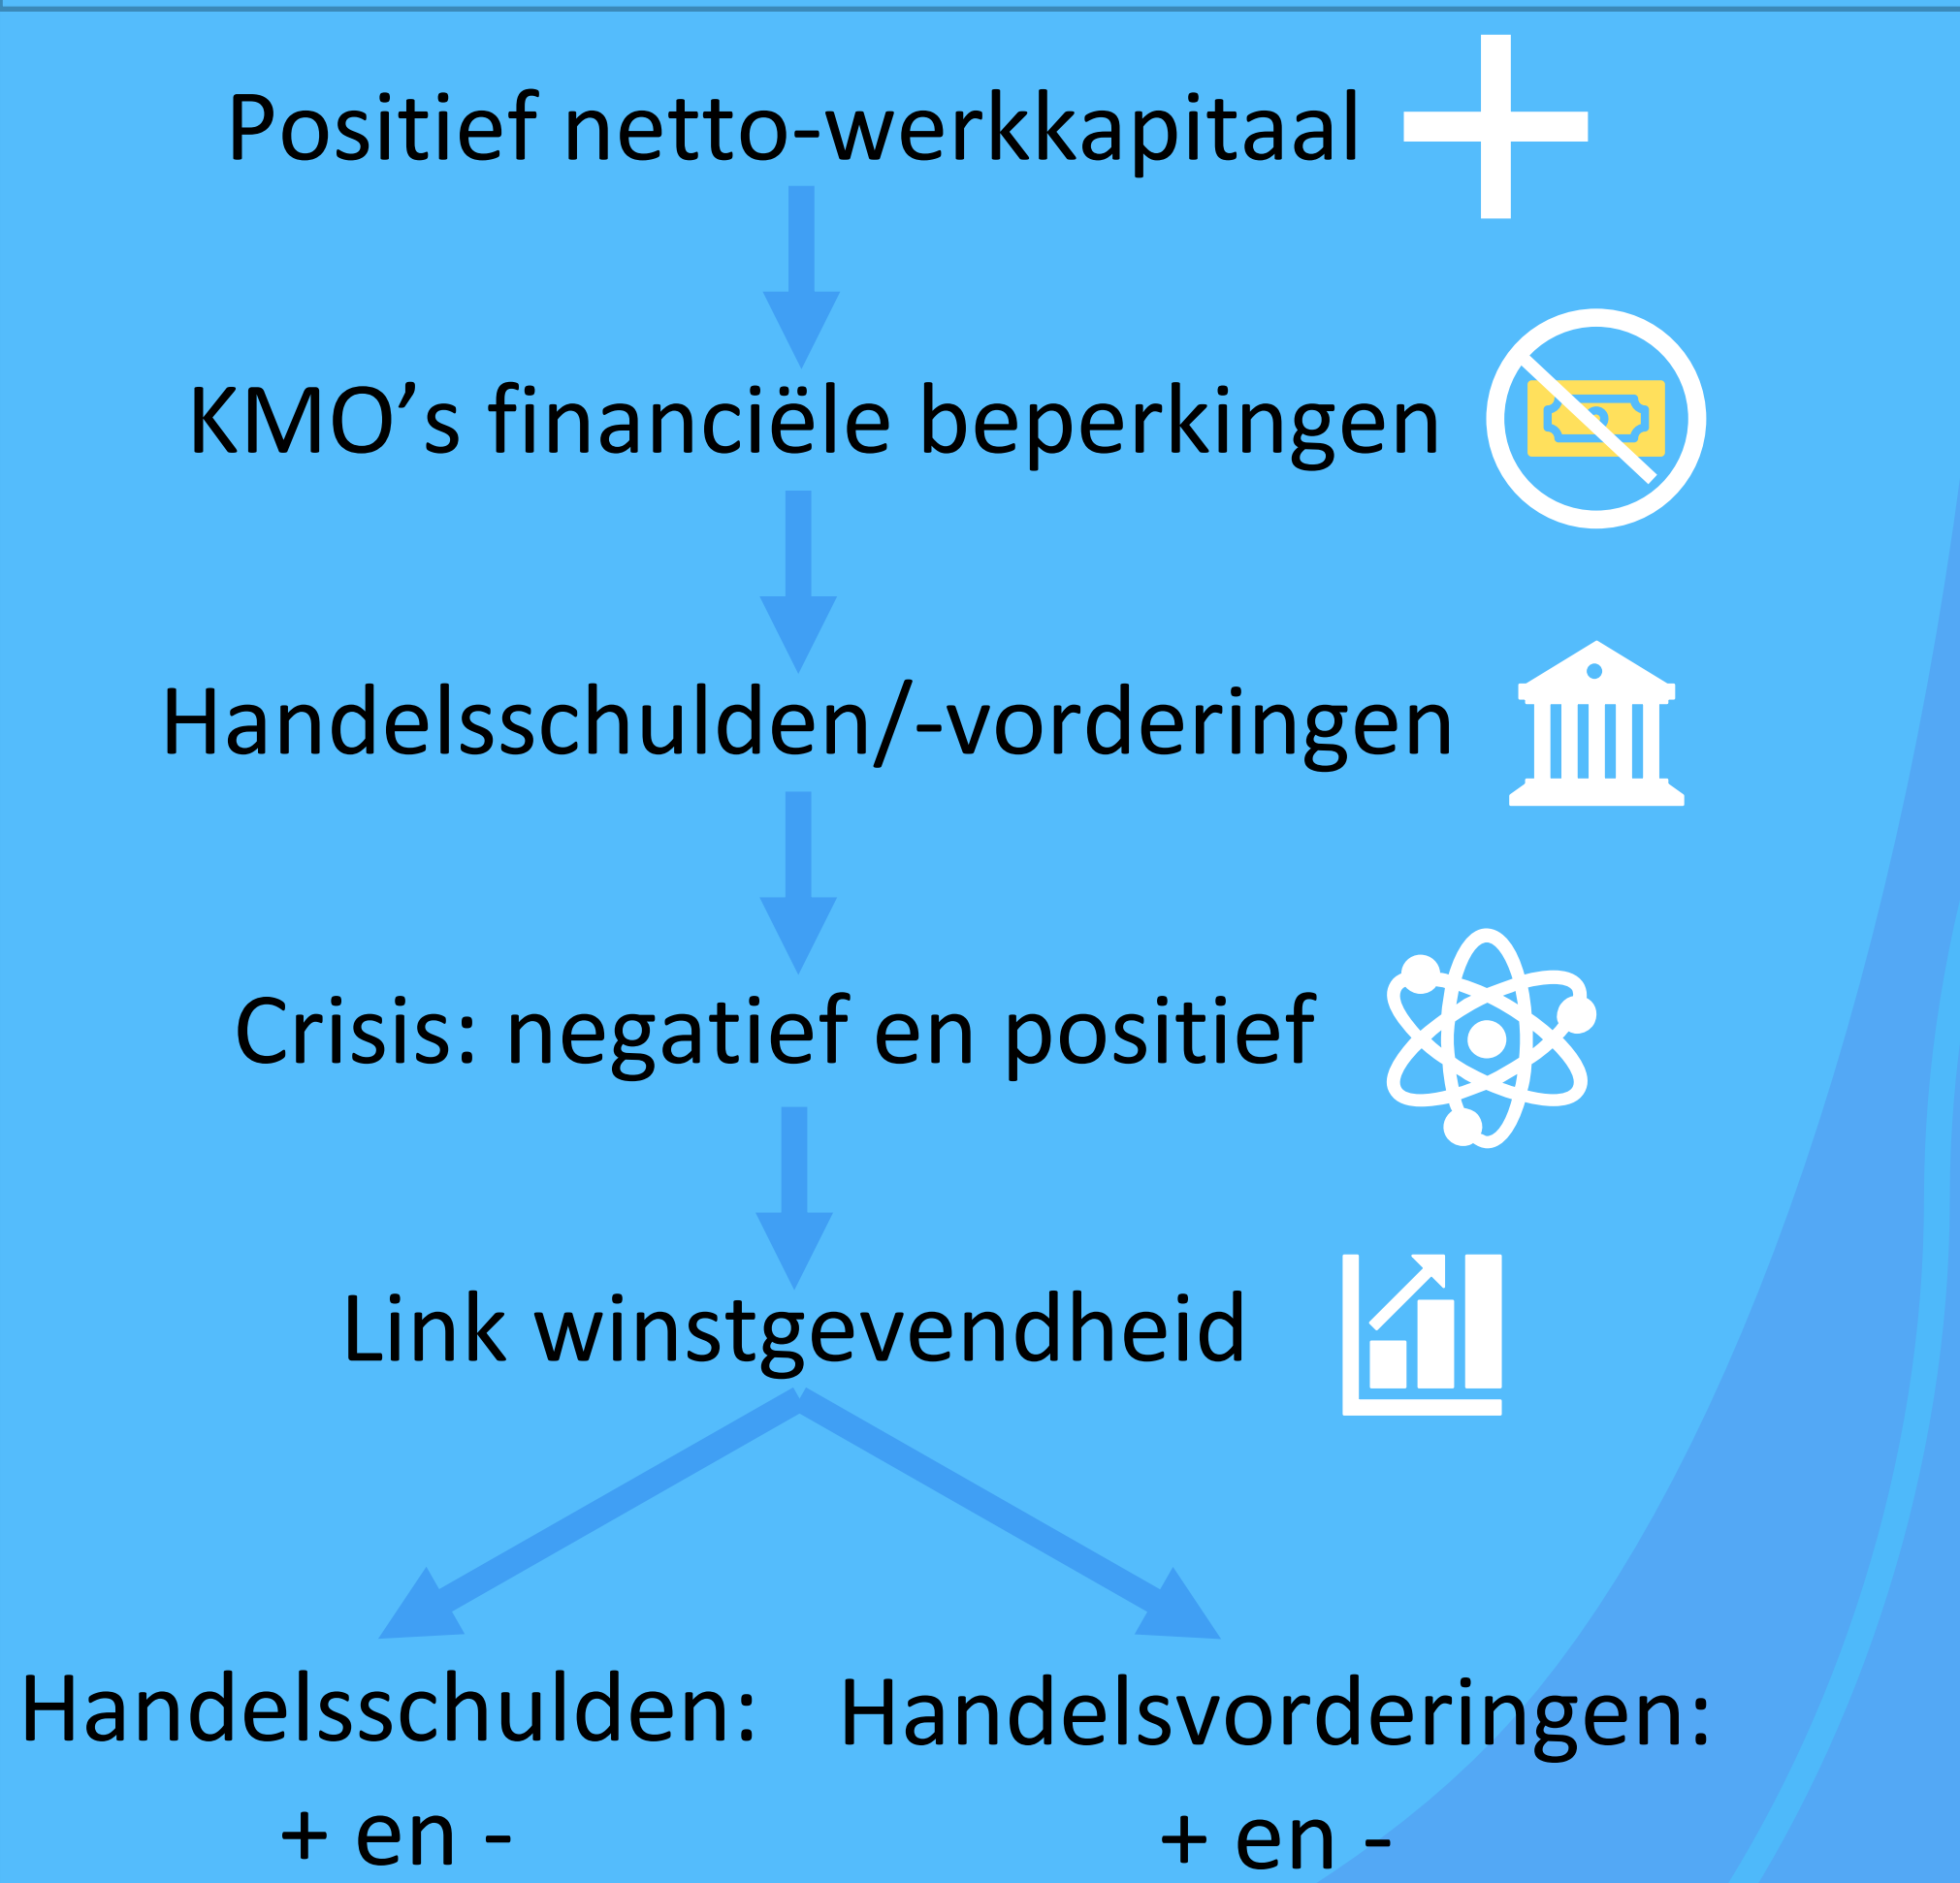 Positief netto-werkkapitaal
KMO’s financiële beperkingen
Handelsschulden/-vorderingen
Crisis: negatief en positief
Link winstgevendheid
Handelsschulden:
+ en -
Handelsvorderingen:
+ en -